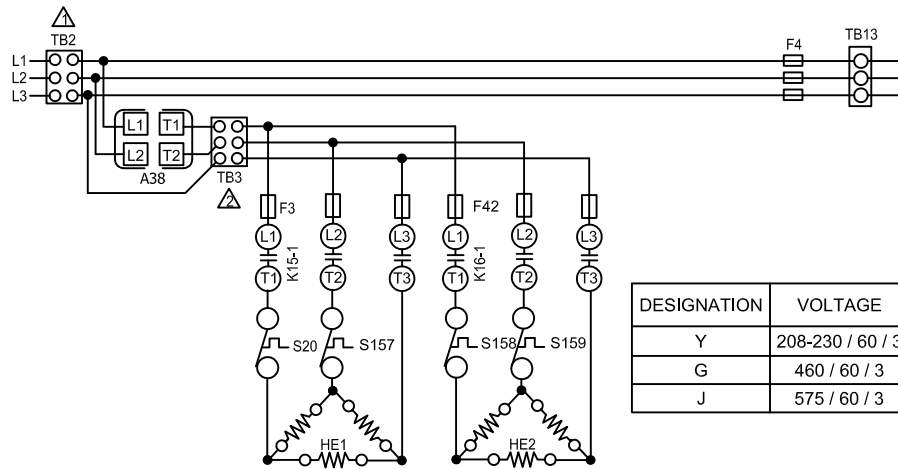 1
TB2
F4
TB13
L1
L2
L3
L1 T1
L2 T2
A38
TB3
2
F3
F42
L1 L2 L3 L1 L2 L3
K15-1
K16-1
T1 T2 T3 T1 T2 T3
S20 S157 S158 S159
HE1 HE2
DESIGNATION VOLTAGE
Y 208-230 / 60 / 3
G 460 / 60 / 3
J 575 / 60 / 3